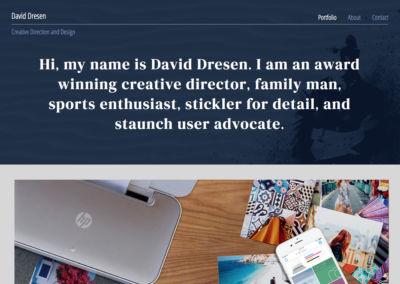 David Dresen
Portfolio
About
Contact
Creative Direction and Design
Hi, my name is David Dresen. I am an award
winning creative director, family man,
sports enthusiast, stickler for detail, and
staunch user advocate.
hp